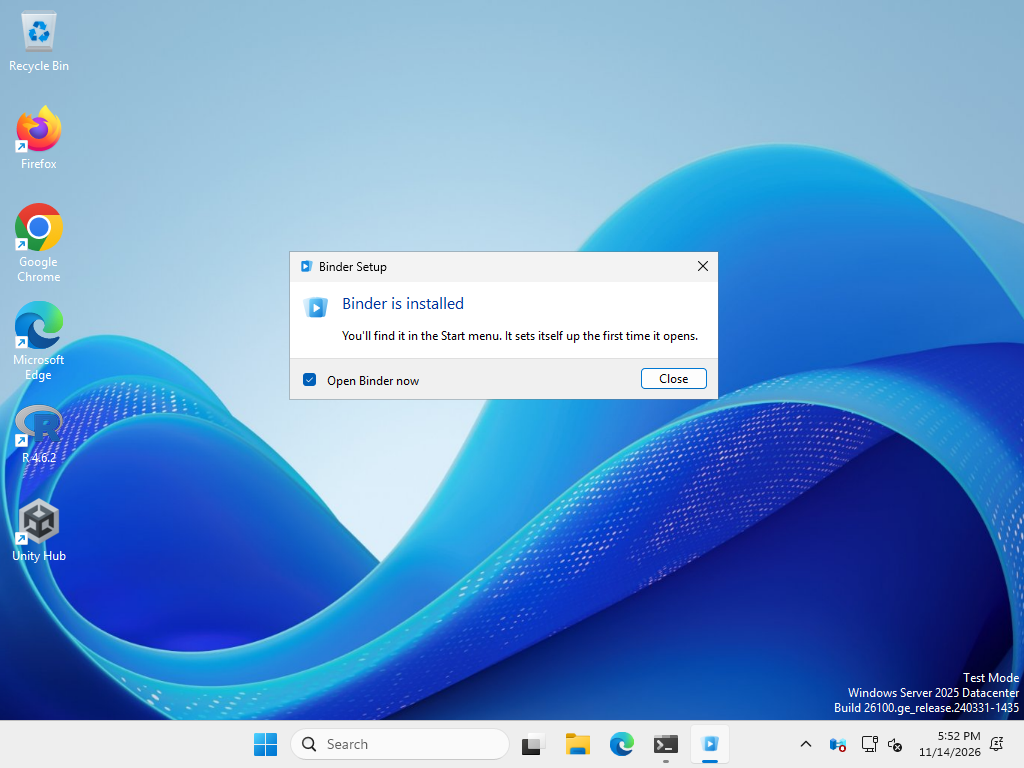 Recycle Bin
Firefox
Google
Chrome
Microsoft
Edge
R 4.6.2
Unity Hub
Binder Setup
Binder is installed
You'll find it in the Start menu. It sets itself up the first time it opens.
Open Binder now
Close
Test Mode
Windows Server 2025 Datacenter
Build 26100.ge_release.240331-1435
Search
5:52 PM
11/14/2026